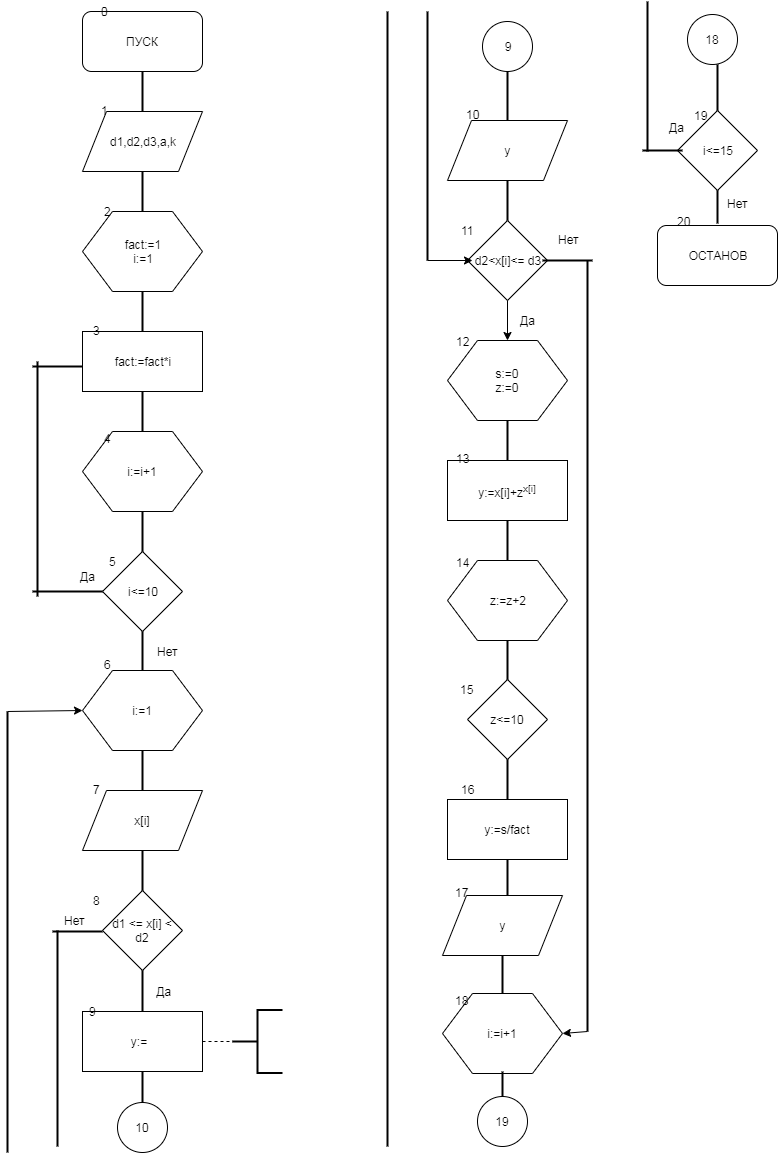 0
ПУСК
1
d1,d2,d3,a,k
2
fact:=1
i:=1
3
fact:=fact*i
4
i:=i+1
5
Да
i<=10
Нет
6
i:=1
7
x[i]
8
Нет
d1 <= x[i] <
d2
Да
9
y:=
10
9
10
y
11
Нет
d2<x[i]<= d3
Да
12
s:=0
z:=0
13
y:=x[i]+z^x[i]
14
z:=z+2
15
z<=10
16
y:=s/fact
17
y
18
i:=i+1
19
18
19
Да
i<=15
Нет
20
ОСТАНОВ